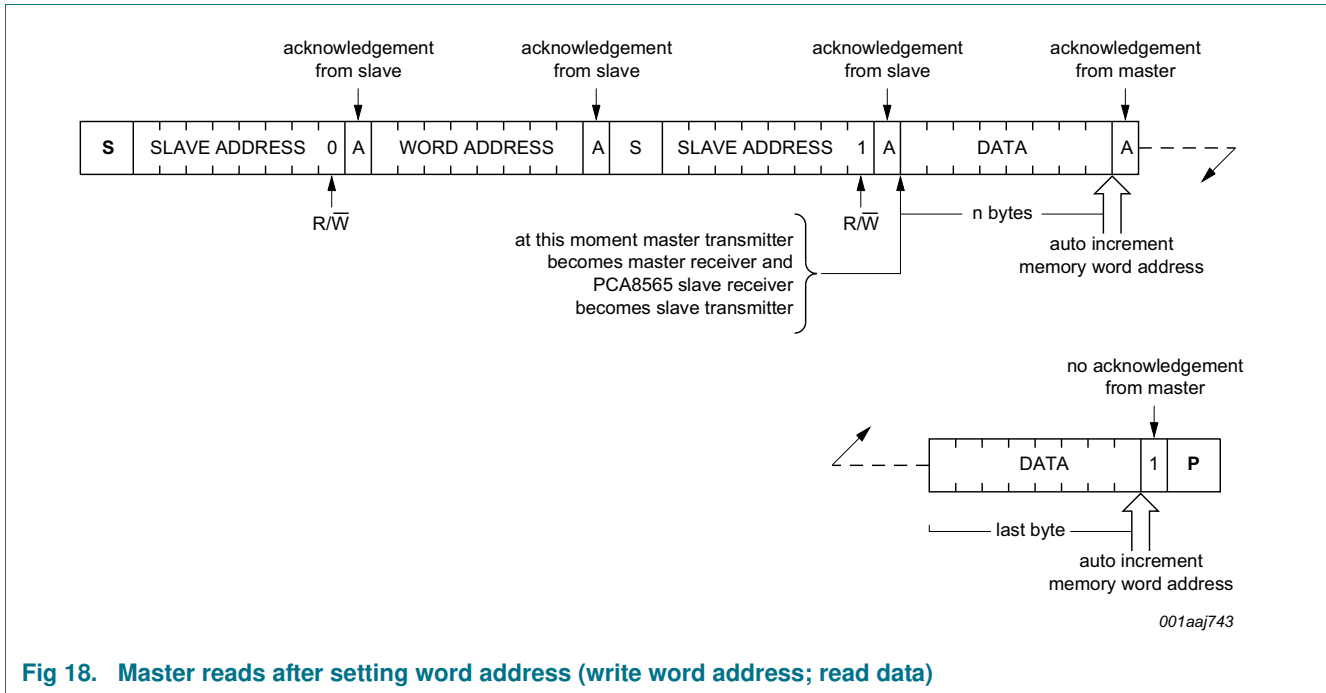 acknowledgement
from slave
acknowledgement
from slave
acknowledgement
from slave
acknowledgement
from master
S SLAVE ADDRESS 0 A WORD ADDRESS A S SLAVE ADDRESS 1 A DATA A
R/W̅
R/W̅
n bytes
at this moment master transmitter
becomes master receiver and
PCA8565 slave receiver
becomes slave transmitter
auto increment
memory word address
no acknowledgement
from master
DATA 1 P
last byte
auto increment
memory word address
001aaj743
Fig 18. Master reads after setting word address (write word address; read data)